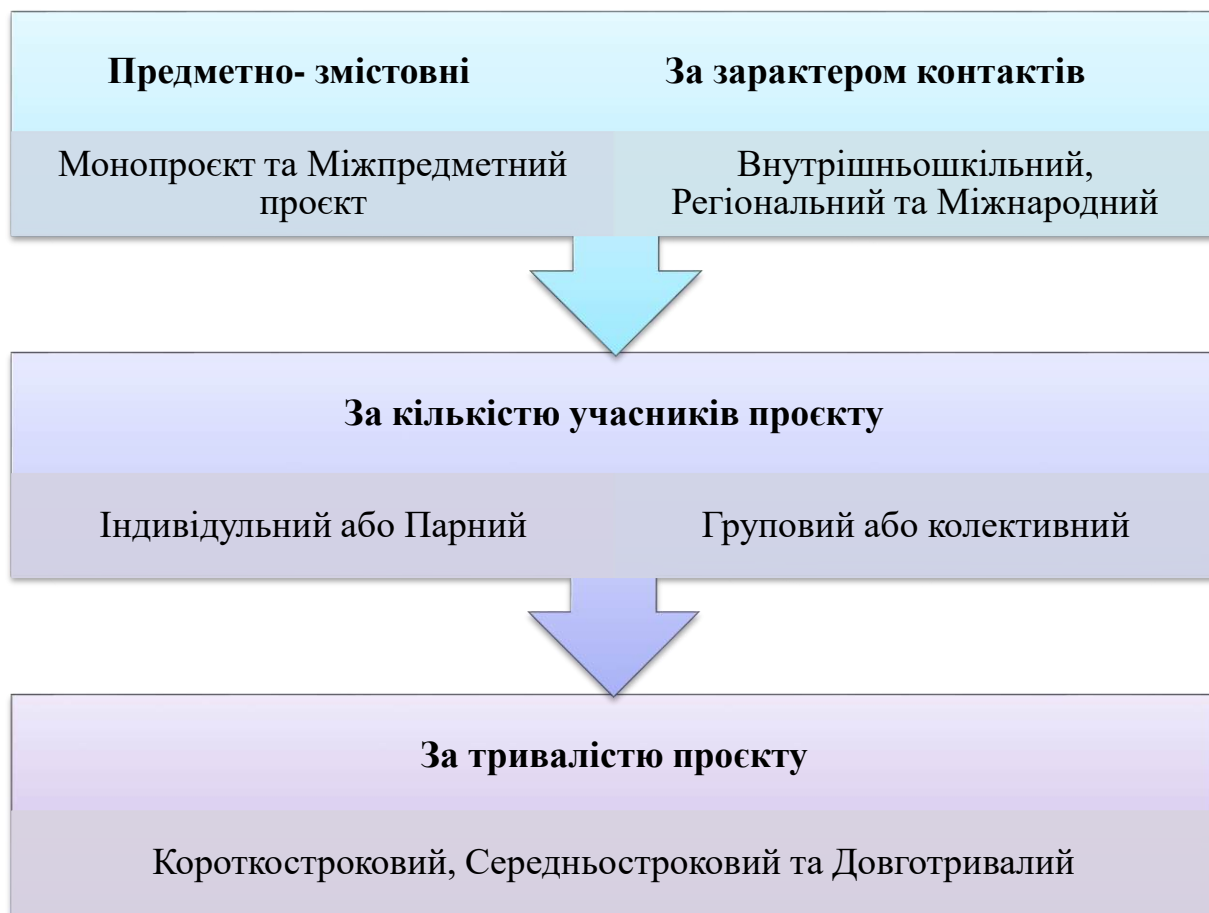 Предметно- змістовні
За зарактером контактів
Монопроєкт та Міжпредметний
проєкт
Внутрішньошкільний,
Регіональний та Міжнародний
За кількістю учасників проєкту
Індивідульний або Парний
Груповий або колективний
За тривалістю проєкту
Короткостроковий, Середньостроковий та Довготривалий